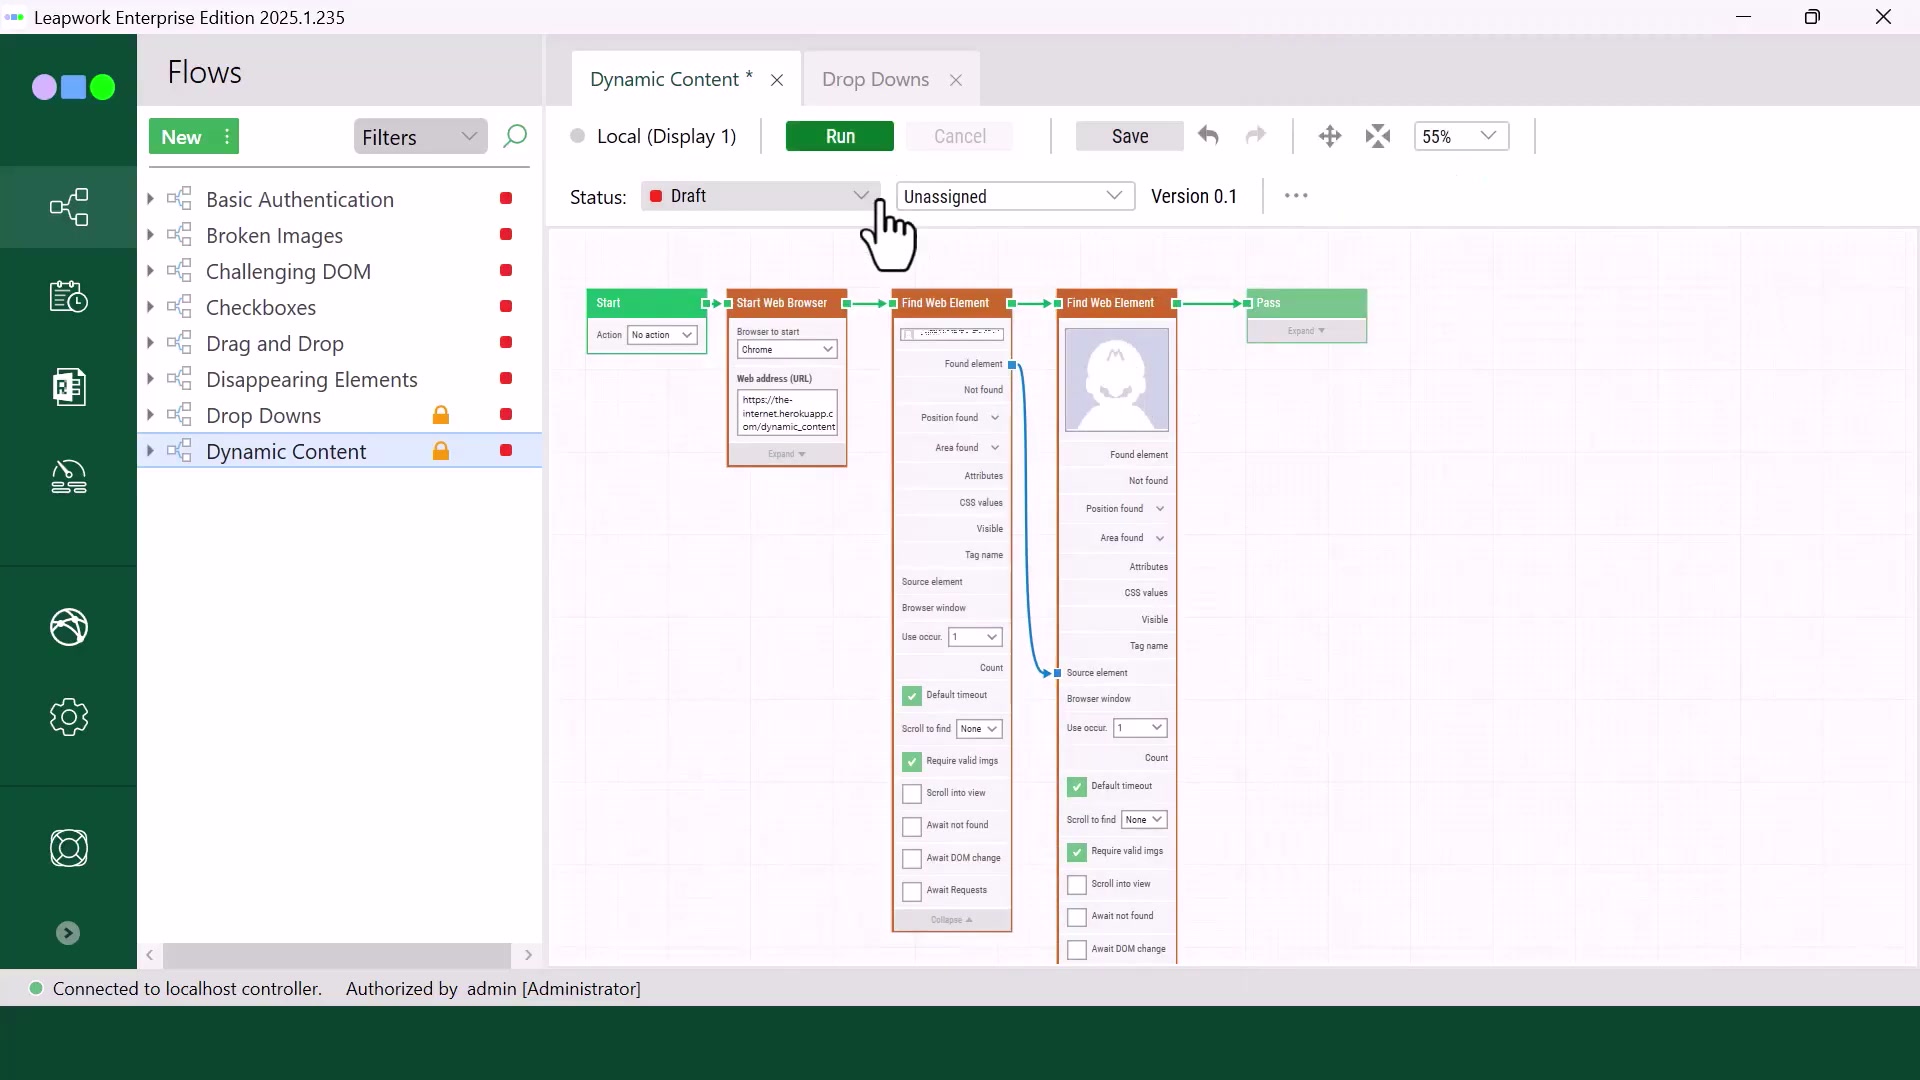 Leapwork Enterprise Edition 2025.1.235
Flows
Dynamic Content *
Drop Downs
New
Filters
Local (Display 1)
Run
Cancel
Save
55%
Status:
Draft
Unassigned
Version 0.1
Basic Authentication
Broken Images
Challenging DOM
Checkboxes
Drag and Drop
Disappearing Elements
Drop Downs
Dynamic Content
Start
Action
No action
Start Web Browser
Browser to start
Chrome
Web address (URL)
https://the-
internet.herokuapp.c
om/dynamic_content
Expand
Find Web Element
Found element
Not found
Position found
Area found
Attributes
CSS values
Visible
Tag name
Source element
Browser window
Use occur. 1
Count
Default timeout
Scroll to find None
Require valid imgs
Scroll into view
Await not found
Await DOM change
Await Requests
Collapse
Find Web Element
Found element
Not found
Position found
Area found
Attributes
CSS values
Visible
Tag name
Source element
Browser window
Use occur. 1
Count
Default timeout
Scroll to find None
Require valid imgs
Scroll into view
Await not found
Await DOM change
Pass
Expand
Connected to localhost controller. Authorized by admin [Administrator]